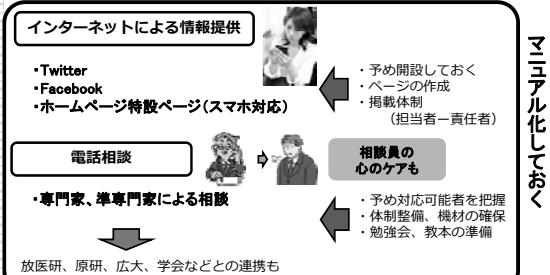 インターネットによる情報提供
・Twitter
・Facebook
・ホームページ特設ページ（スマホ対応）
・予め開設しておく
・ページの作成
・掲載体制
（担当者ー責任者）
電話相談
相談員の
心のケアも
・専門家、準専門家による相談
・予め対応可能者を把握
・体制整備、機材の確保
・勉強会、教本の準備
放医研、原研、広大、学会などとの連携も
マニュアル化しておく